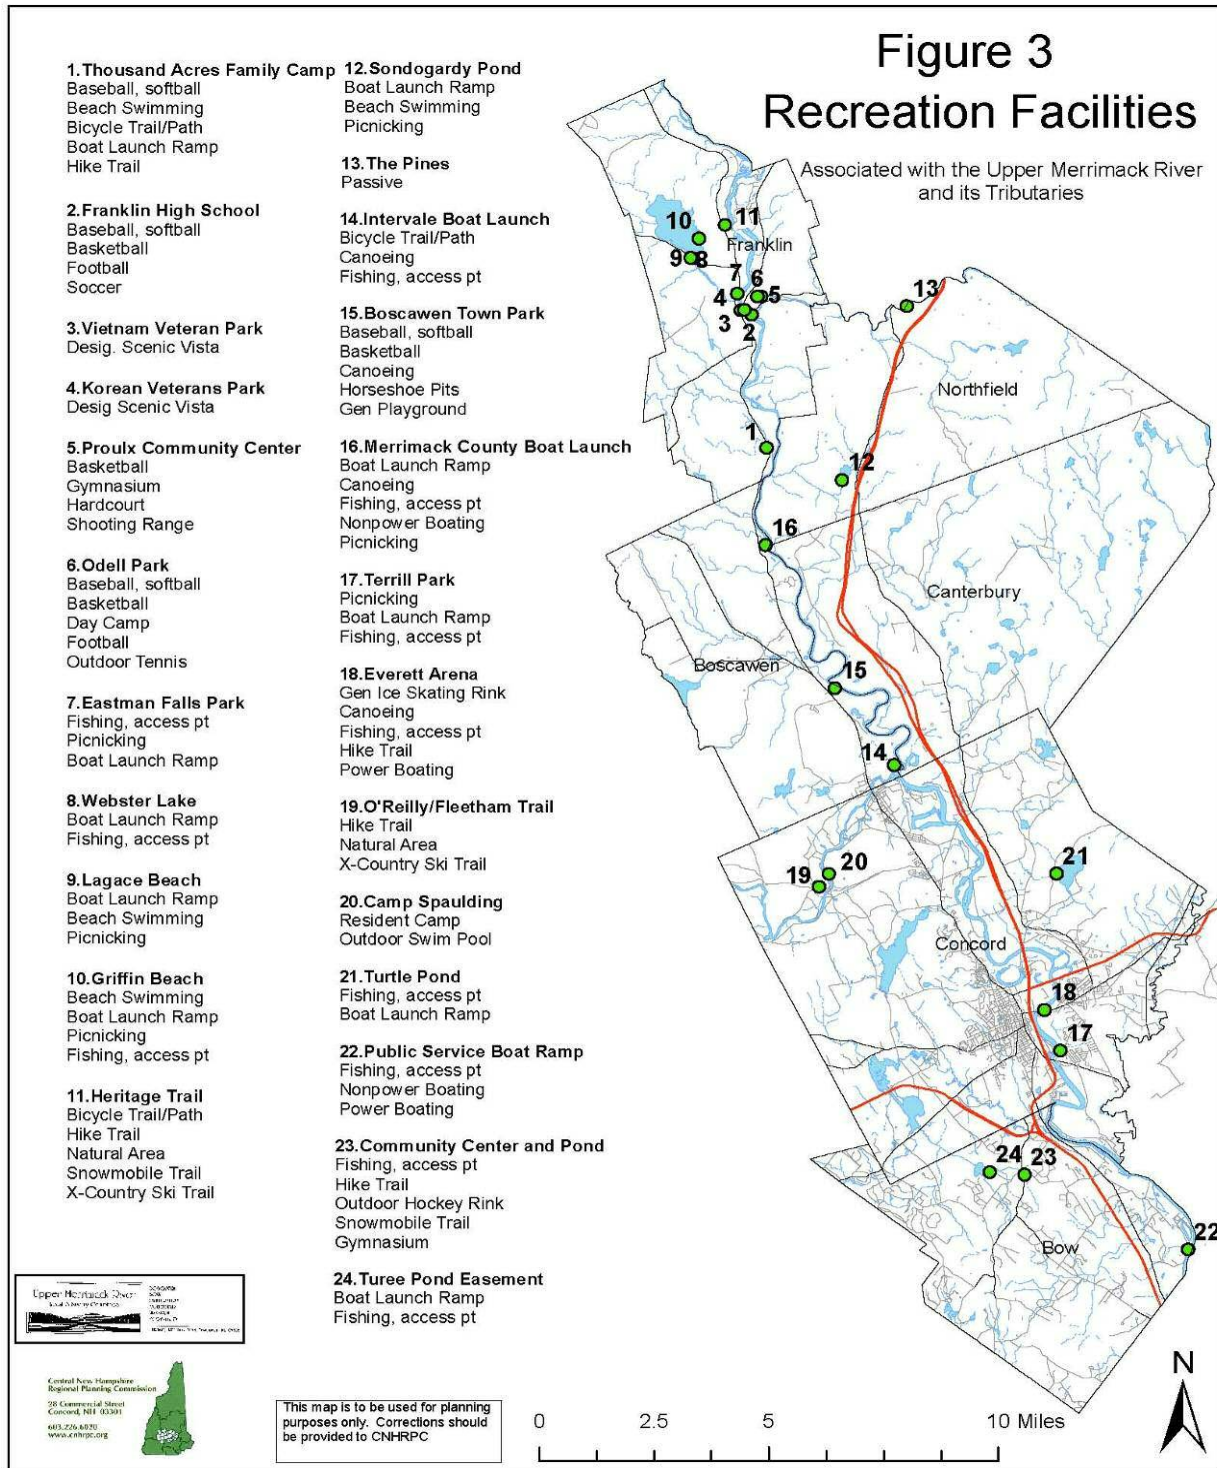 Figure 3
Recreation Facilities
Associated with the Upper Merrimack River
and its Tributaries
1.Thousand Acres Family Camp
Baseball, softball
Beach Swimming
Bicycle Trail/Path
Boat Launch Ramp
Hike Trail
2.Franklin High School
Baseball, softball
Basketball
Football
Soccer
3.Vietnam Veteran Park
Desig. Scenic Vista
4.Korean Veterans Park
Desig Scenic Vista
5.Proulx Community Center
Basketball
Gymnasium
Hardcourt
Shooting Range
6.Odell Park
Baseball, softball
Basketball
Day Camp
Football
Outdoor Tennis
7.Eastman Falls Park
Fishing, access pt
Picnicking
Boat Launch Ramp
8.Webster Lake
Boat Launch Ramp
Fishing, access pt
9.Lagace Beach
Boat Launch Ramp
Beach Swimming
Picnicking
10.Griffin Beach
Beach Swimming
Boat Launch Ramp
Picnicking
Fishing, access pt
11.Heritage Trail
Bicycle Trail/Path
Hike Trail
Natural Area
Snowmobile Trail
X-Country Ski Trail
12.Sondogardy Pond
Boat Launch Ramp
Beach Swimming
Picnicking
13.The Pines
Passive
14.Intervale Boat Launch
Bicycle Trail/Path
Canoeing
Fishing, access pt
15.Boscawen Town Park
Baseball, softball
Basketball
Canoeing
Horseshoe Pits
Gen Playground
16.Merrimack County Boat Launch
Boat Launch Ramp
Canoeing
Fishing, access pt
Nonpower Boating
Picnicking
17.Terrill Park
Picnicking
Boat Launch Ramp
Fishing, access pt
18.Everett Arena
Gen Ice Skating Rink
Canoeing
Fishing, access pt
Hike Trail
Power Boating
19.O'Reilly/Fleetham Trail
Hike Trail
Natural Area
X-Country Ski Trail
20.Camp Spaulding
Resident Camp
Outdoor Swim Pool
21.Turtle Pond
Fishing, access pt
Boat Launch Ramp
22.Public Service Boat Ramp
Fishing, access pt
Nonpower Boating
Power Boating
23.Community Center and Pond
Fishing, access pt
Hike Trail
Outdoor Hockey Rink
Snowmobile Trail
Gymnasium
24.Turee Pond Easement
Boat Launch Ramp
Fishing, access pt
10
11
Franklin
9
8
7
6
4
5
3
2
13
Northfield
1
12
16
Canterbury
Boscawen
15
14
19
20
21
Concord
18
17
24
23
22
Bow
Upper Merrimack River
Central New Hampshire
Regional Planning Commission
28 Commercial Street
Concord, NH 03301
603.226.6020
www.cnhrpc.org
This map is to be used for planning
purposes only. Corrections should
be provided to CNHRPC
0
2.5
5
10 Miles
N